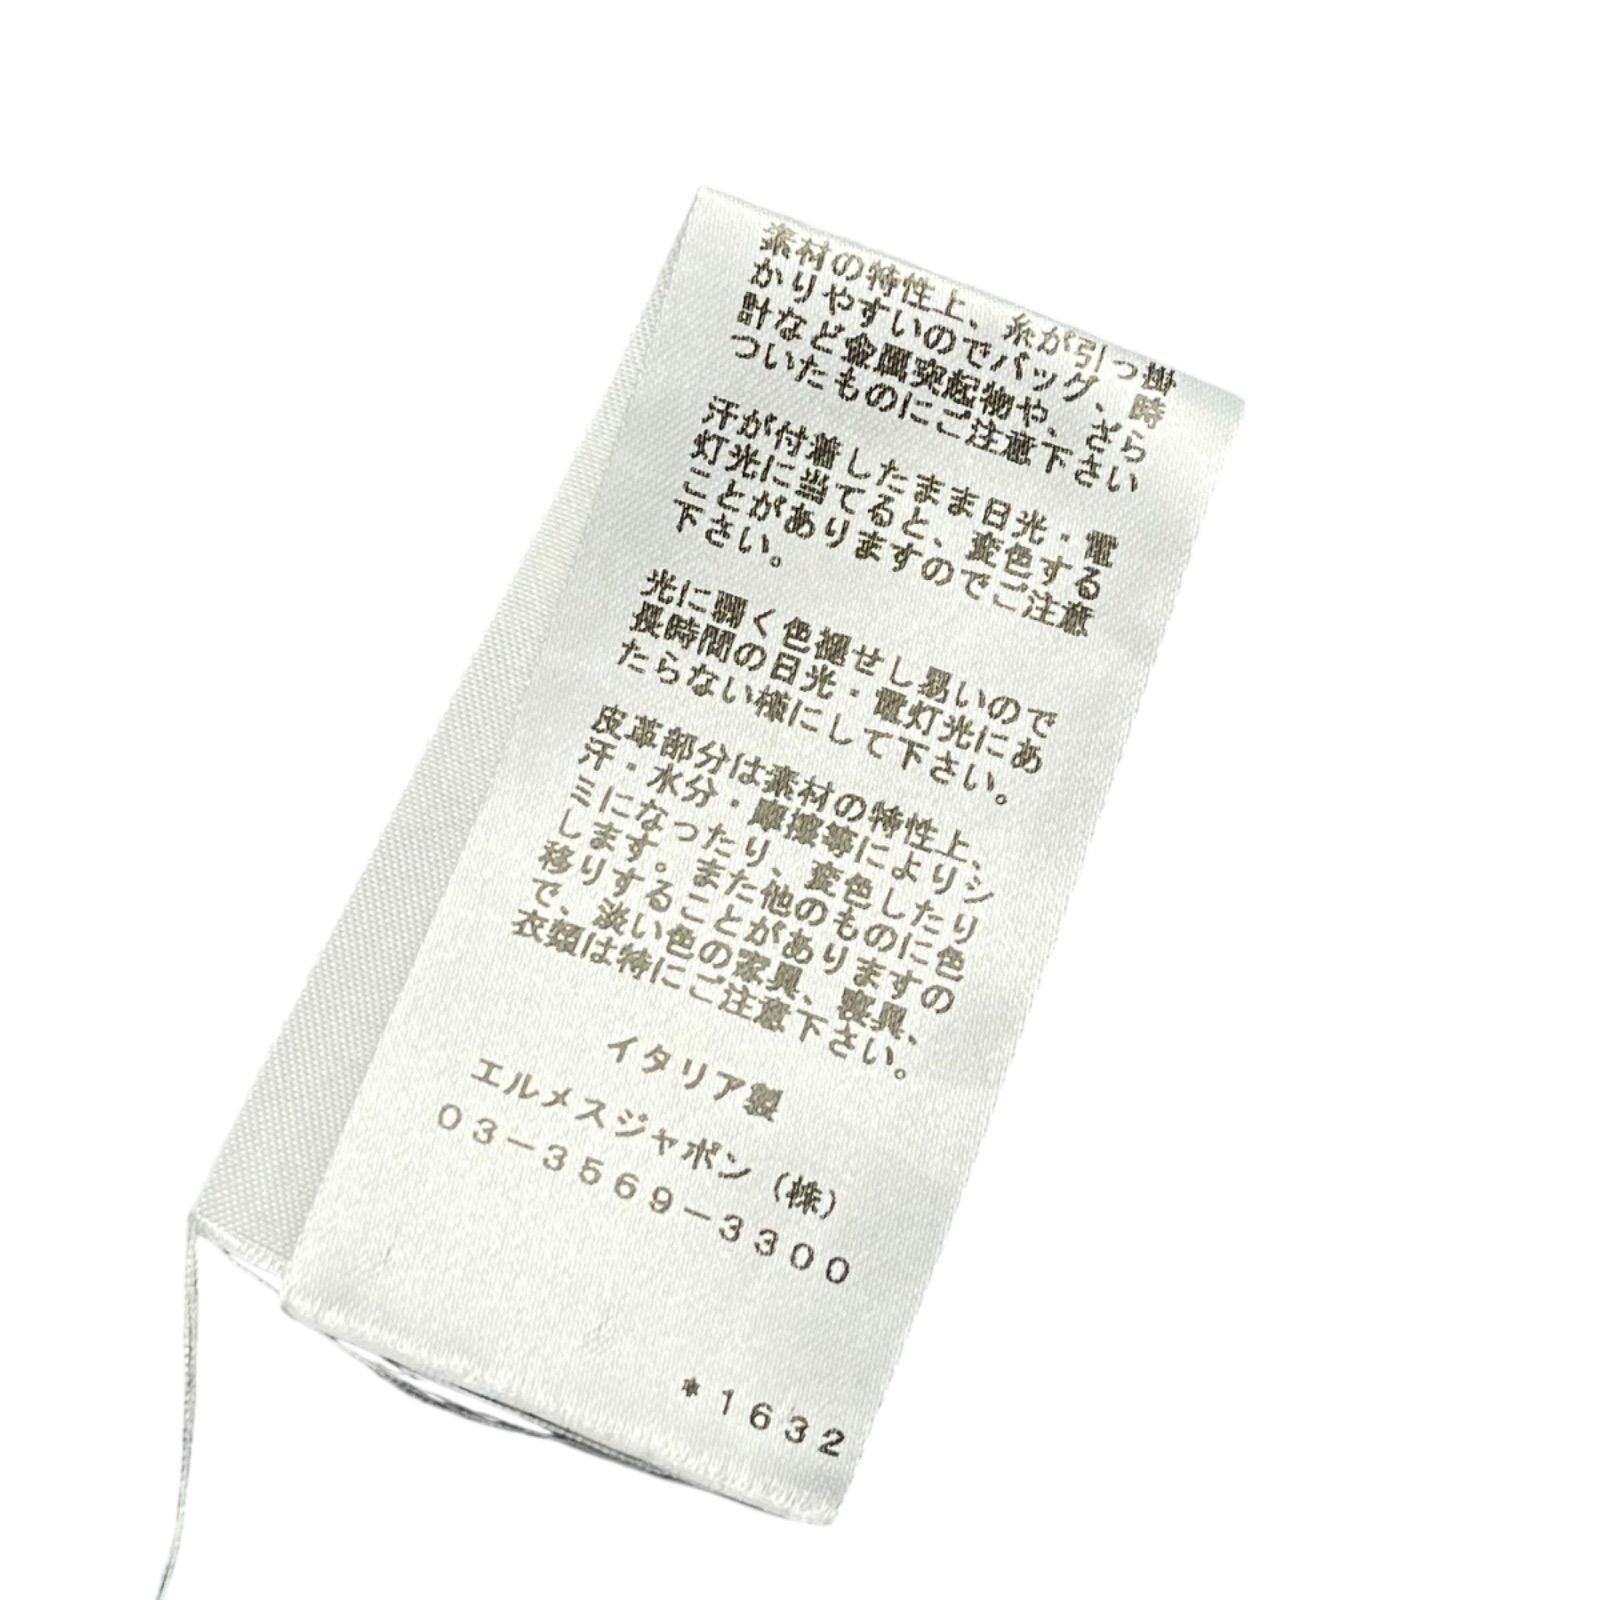 素材の特性上、糸が引っ掛
かりやすいのでバッグ、時
計など金属突起物や、ざら
ついたものにご注意下さい
汗が付着したまま日光・電
灯光に当てると、変色する
ことがありますのでご注意
下さい。
光に弱く色褪せし易いので
長時間の日光・電灯光にあ
たらない様にして下さい。
皮革部分は素材の特性上、
汗・水分・摩擦等によりシ
ミになったり、変色したり
します。また他のものに色
移りすることがありますの
で、淡い色の家具、寝具、
衣類は特にご注意下さい。
イタリア製
エルメスジャポン（株）
03－3569－3300
*1632